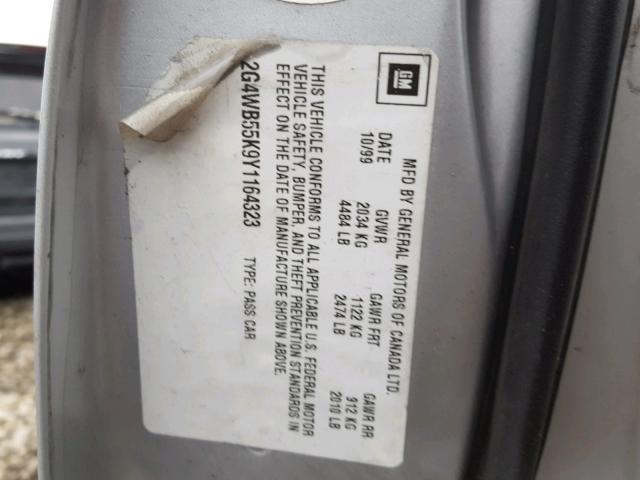 GM
MFD BY GENERAL MOTORS OF CANADA LTD.
DATE GVWR GAWR FRT GAWR RR
10/99 2034 KG 1122 KG 912 KG
4484 LB 2474 LB 2010 LB
THIS VEHICLE CONFORMS TO ALL APPLICABLE U.S. FEDERAL MOTOR
VEHICLE SAFETY, BUMPER, AND THEFT PREVENTION STANDARDS IN
EFFECT ON THE DATE OF MANUFACTURE SHOWN ABOVE.
2G4WB55K9Y1164323 TYPE: PASS CAR